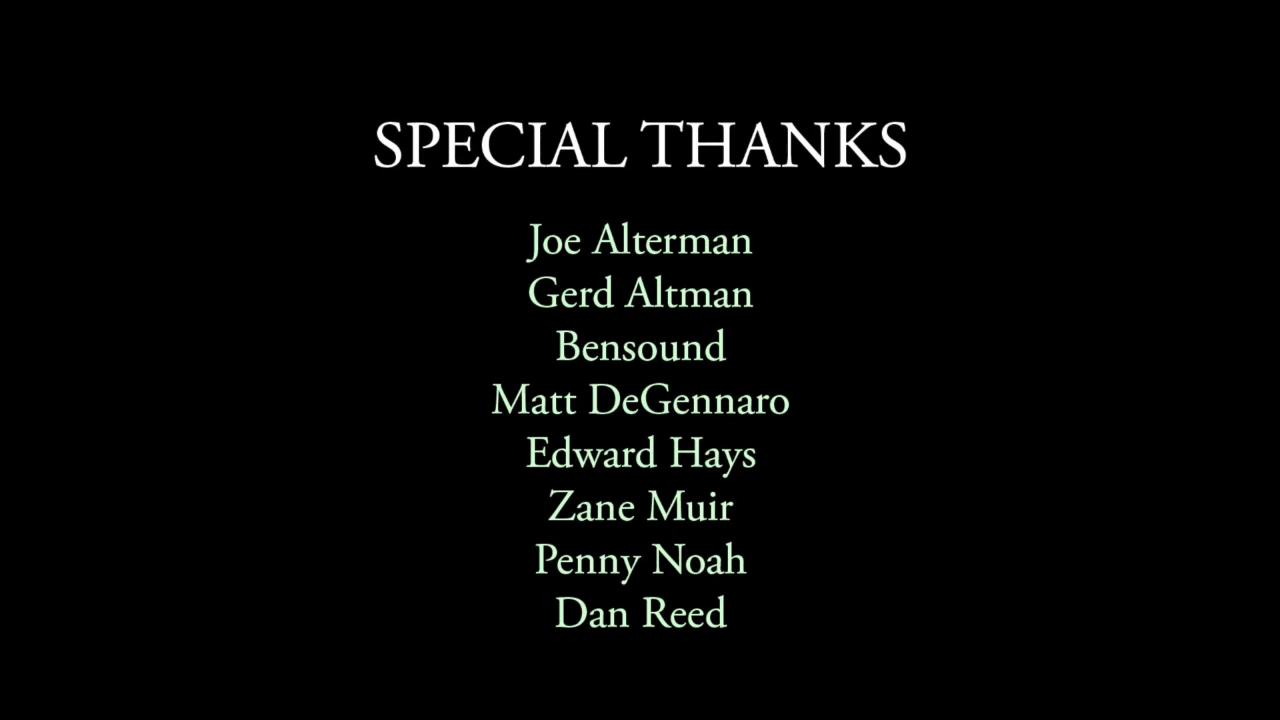 SPECIAL THANKS
Joe Alterman
Gerd Altman
Bensound
Matt DeGennaro
Edward Hays
Zane Muir
Penny Noah
Dan Reed